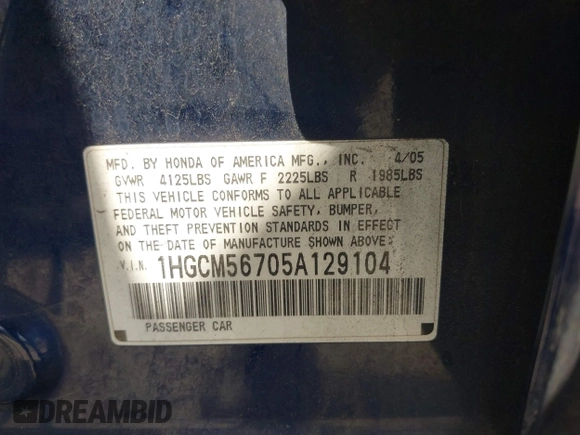 MFD. BY HONDA OF AMERICA MFG., INC. 4/05
GVWR 4125LBS GAWR F 2225LBS R 1985LBS
THIS VEHICLE CONFORMS TO ALL APPLICABLE
FEDERAL MOTOR VEHICLE SAFETY, BUMPER,
AND THEFT PREVENTION STANDARDS IN EFFECT
ON THE DATE OF MANUFACTURE SHOWN ABOVE.
V.I.N. 1HGCM56705A129104
PASSENGER CAR
DREAMBID